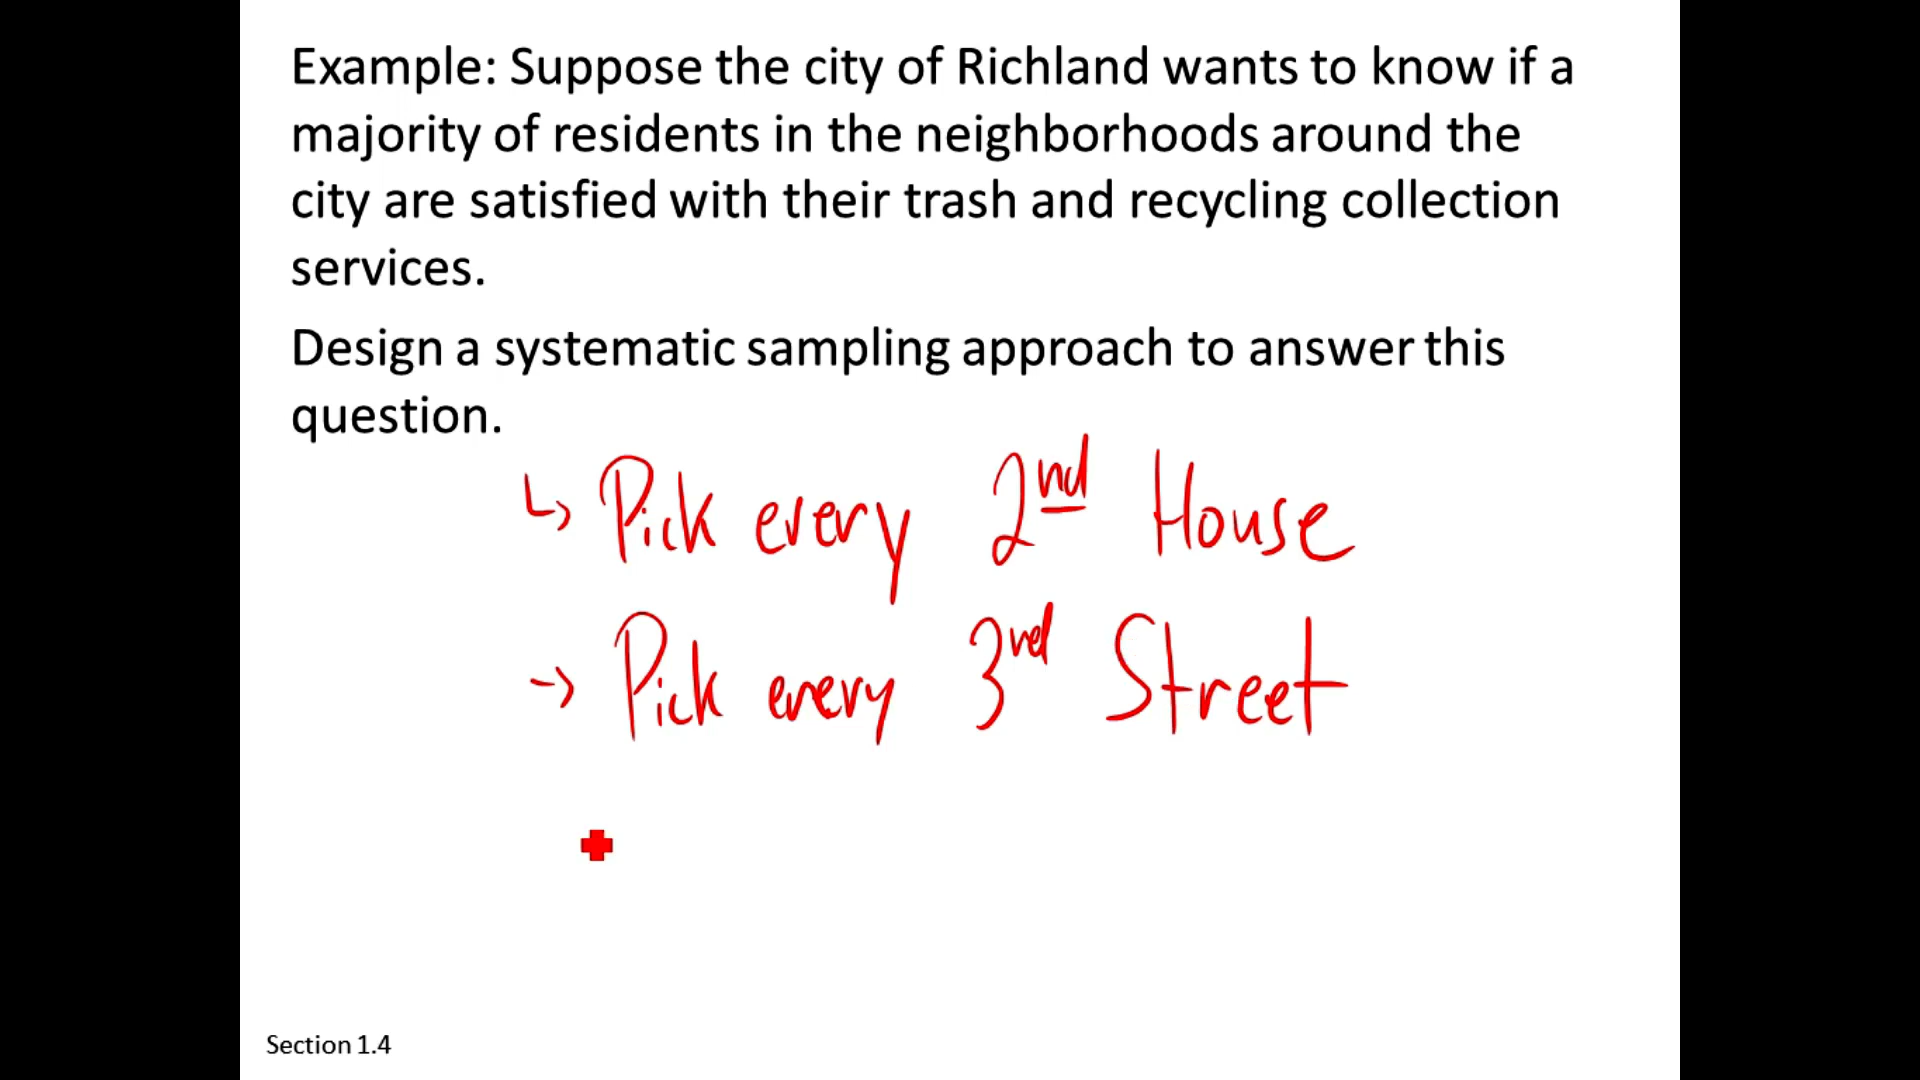 Example: Suppose the city of Richland wants to know if a
majority of residents in the neighborhoods around the
city are satisfied with their trash and recycling collection
services.
Design a systematic sampling approach to answer this
question.
↳ Pick every 2nd House
→ Pick every 3rd Street
Section 1.4